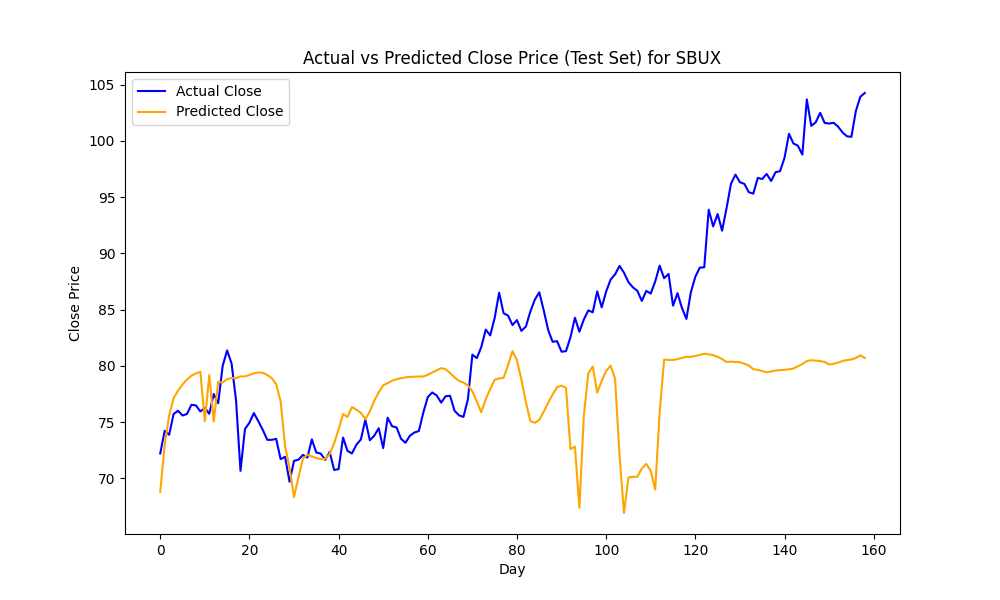 Actual vs Predicted Close Price (Test Set) for SBUX
Actual Close
Predicted Close
105
100
95
90
85
80
75
70
Close Price
0 20 40 60 80 100 120 140 160
Day